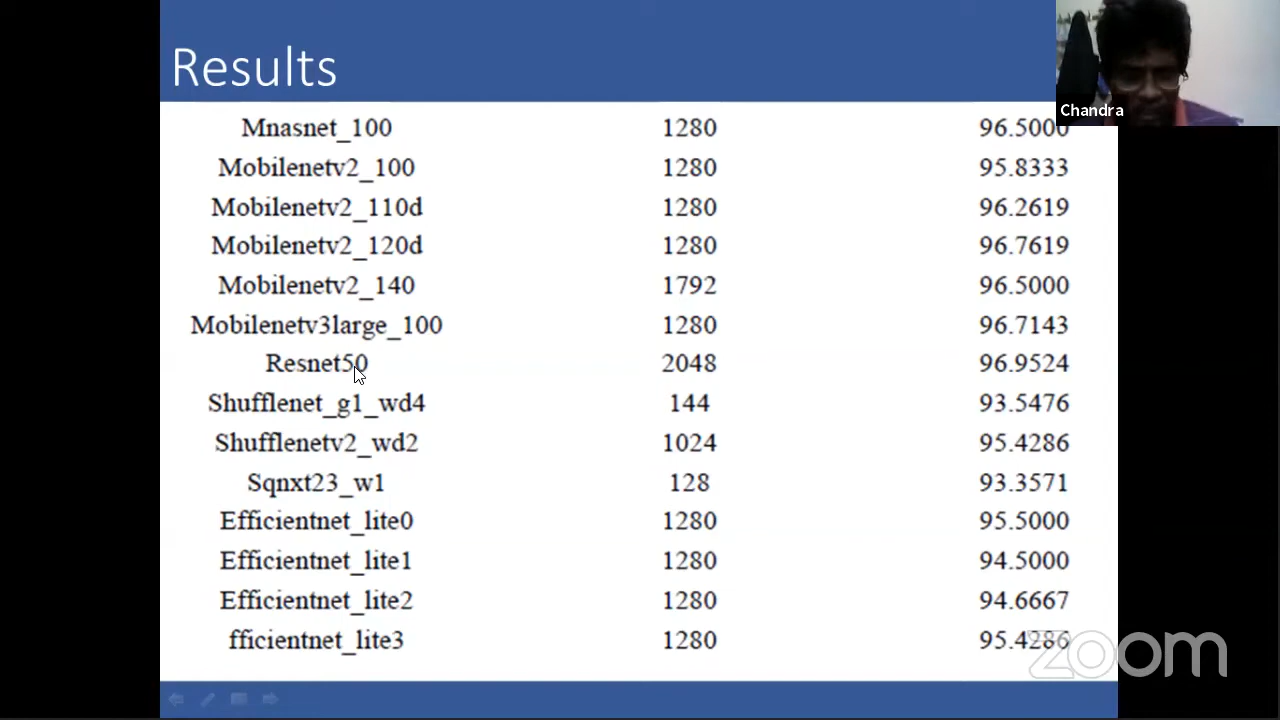 Results
Chandra
Mnasnet_100 1280 96.5000
Mobilenetv2_100 1280 95.8333
Mobilenetv2_110d 1280 96.2619
Mobilenetv2_120d 1280 96.7619
Mobilenetv2_140 1792 96.5000
Mobilenetv3large_100 1280 96.7143
Resnet50 2048 96.9524
Shufflenet_g1_wd4 144 93.5476
Shufflenetv2_wd2 1024 95.4286
Sqnxt23_w1 128 93.3571
Efficientnet_lite0 1280 95.5000
Efficientnet_lite1 1280 94.5000
Efficientnet_lite2 1280 94.6667
fficientnet_lite3 1280 95.4286
zoom